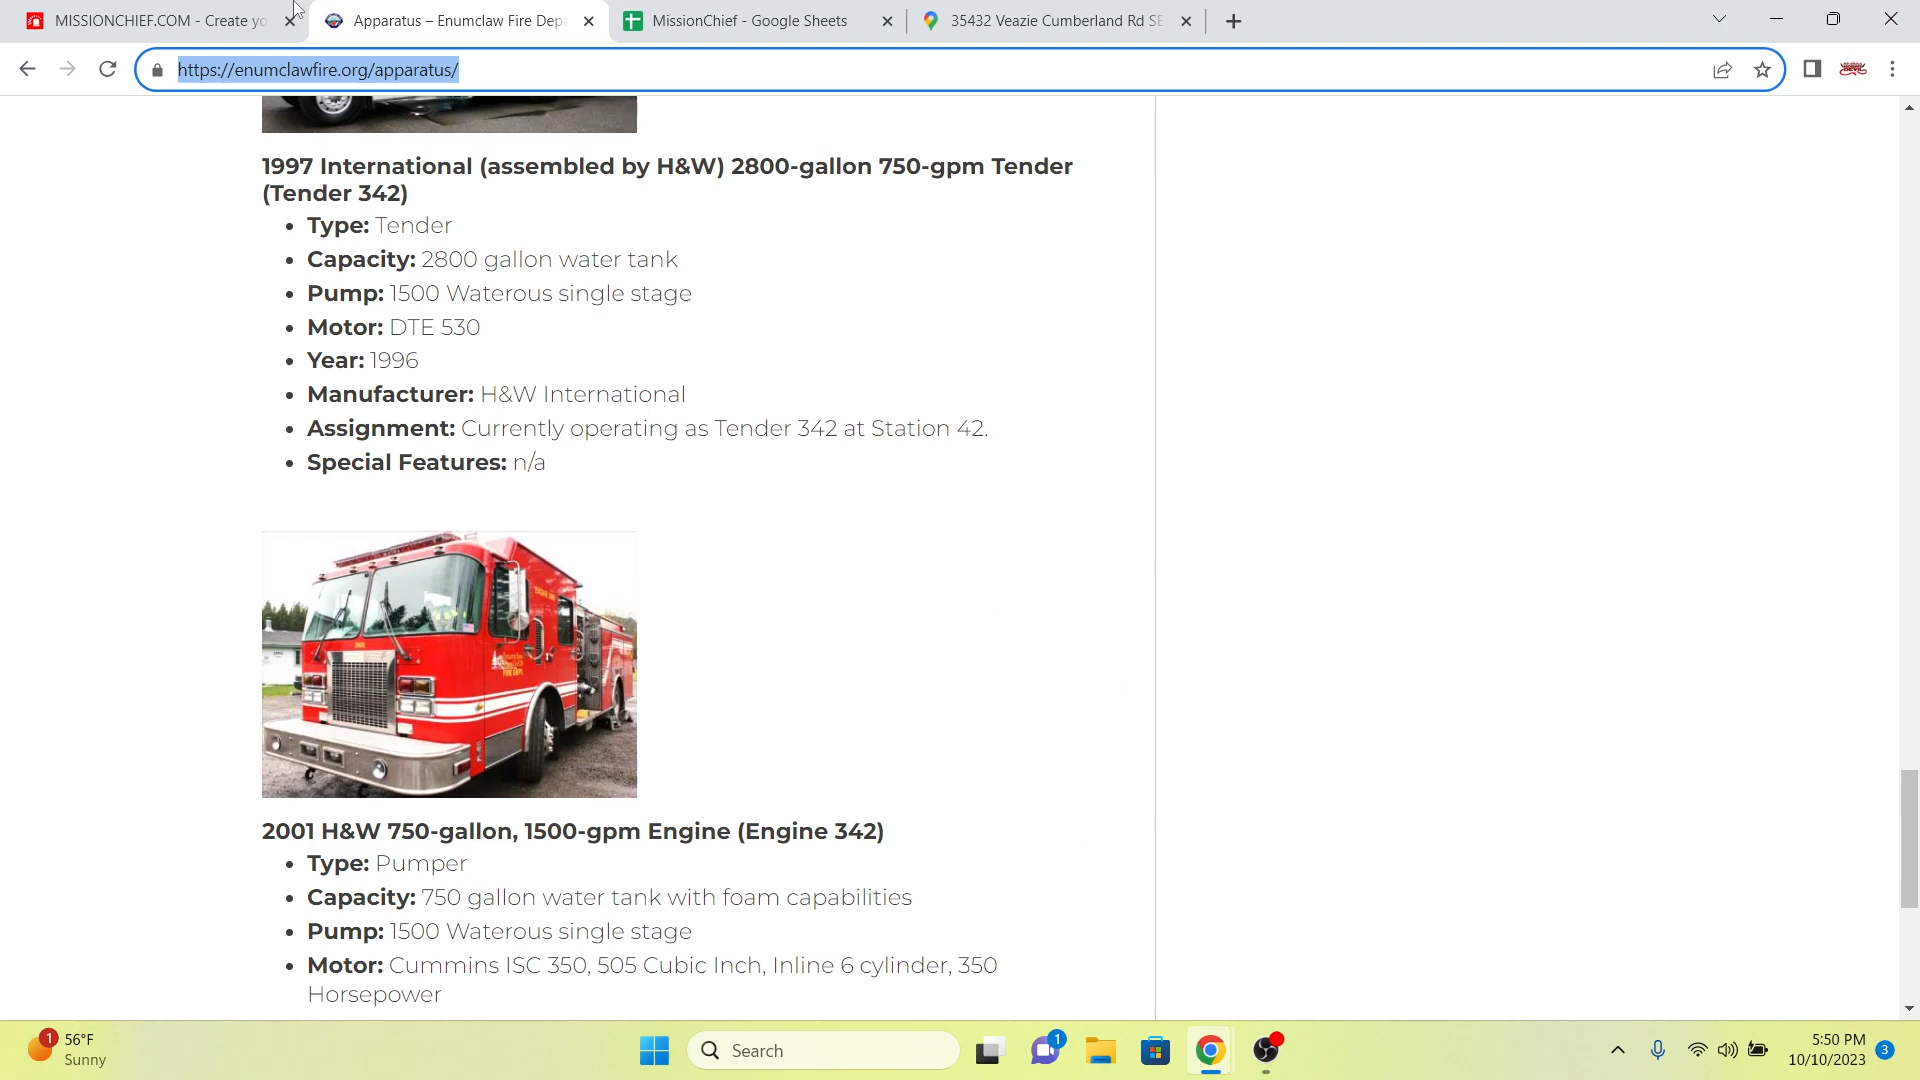 MISSIONCHIEF.COM - Create yo
Apparatus – Enumclaw Fire Dep
MissionChief - Google Sheets
35432 Veazie Cumberland Rd SE
https://enumclawfire.org/apparatus/
1997 International (assembled by H&W) 2800-gallon 750-gpm Tender
(Tender 342)
• Type: Tender
• Capacity: 2800 gallon water tank
• Pump: 1500 Waterous single stage
• Motor: DTE 530
• Year: 1996
• Manufacturer: H&W International
• Assignment: Currently operating as Tender 342 at Station 42.
• Special Features: n/a
2001 H&W 750-gallon, 1500-gpm Engine (Engine 342)
• Type: Pumper
• Capacity: 750 gallon water tank with foam capabilities
• Pump: 1500 Waterous single stage
• Motor: Cummins ISC 350, 505 Cubic Inch, Inline 6 cylinder, 350
Horsepower
1
56°F
Sunny
Search
1
5:50 PM
10/10/2023
3